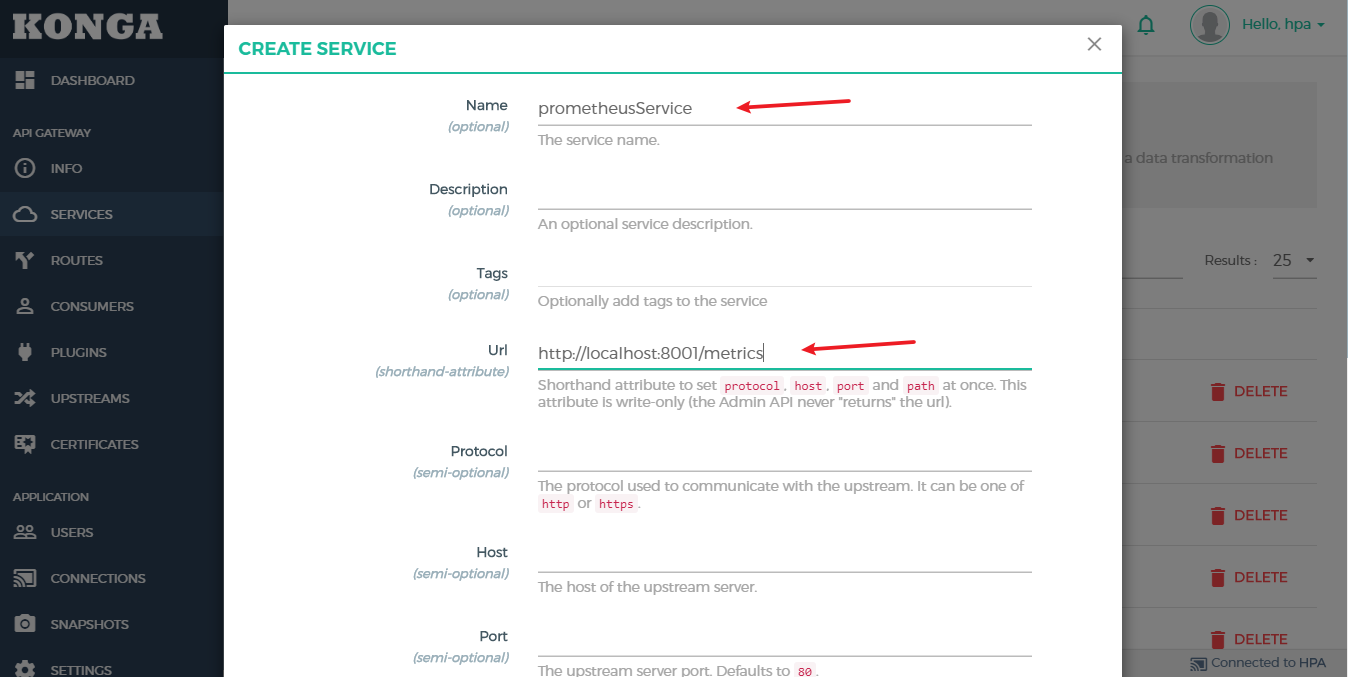 KONGA
DASHBOARD
API GATEWAY
INFO
SERVICES
ROUTES
CONSUMERS
PLUGINS
UPSTREAMS
CERTIFICATES
APPLICATION
USERS
CONNECTIONS
SNAPSHOTS
SETTINGS
Hello, hpa
CREATE SERVICE
Name
(optional)
prometheusService
The service name.
Description
(optional)
An optional service description.
Tags
(optional)
Optionally add tags to the service
Url
(shorthand-attribute)
http://localhost:8001/metrics
Shorthand attribute to set protocol, host, port and path at once. This
attribute is write-only (the Admin API never "returns" the url).
Protocol
(semi-optional)
The protocol used to communicate with the upstream. It can be one of
http or https.
Host
(semi-optional)
The host of the upstream server.
Port
(semi-optional)
The upstream server port. Defaults to 80.
a data transformation
Results : 25
DELETE
DELETE
DELETE
DELETE
DELETE
Connected to HPA